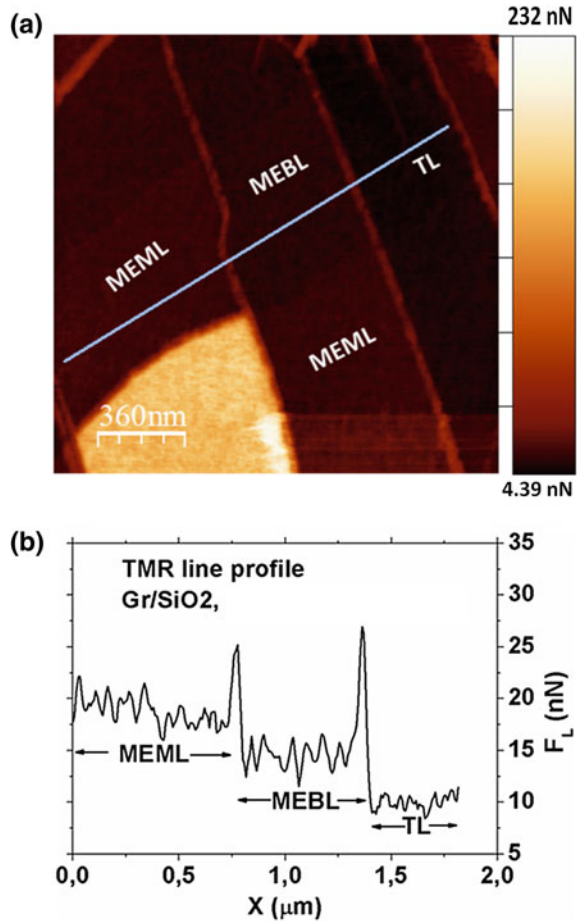 (a)
232 nN
MEBL
TL
MEML
MEML
360nm
4.39 nN
(b)
TMR line profile
Gr/SiO2,
MEML
MEBL
TL
35
30
25
20
15
10
5
F_L (nN)
0,0 0,5 1,0 1,5 2,0
X (μm)